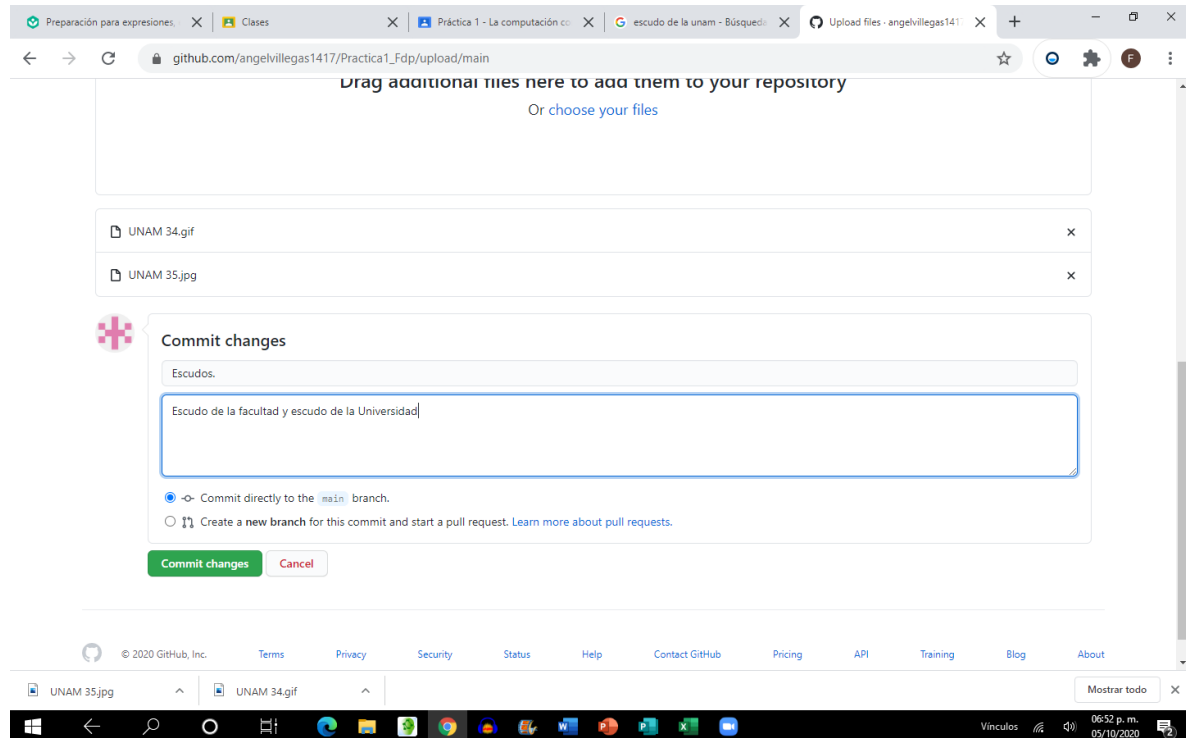 Preparación para expresiones,
Clases
Práctica 1 - La computación co
escudo de la unam - Búsqued
Upload files · angelvillegas141
github.com/angelvillegas1417/Practica1_Fdp/upload/main
F
Drag additional files here to add them to your repository
Or choose your files
UNAM 34.gif
UNAM 35.jpg
Commit changes
Escudos.
Escudo de la facultad y escudo de la Universidad
Commit directly to the main branch.
Create a new branch for this commit and start a pull request. Learn more about pull requests.
Commit changes Cancel
© 2020 GitHub, Inc. Terms Privacy Security Status Help Contact GitHub Pricing API Training Blog About
UNAM 35.jpg UNAM 34.gif Mostrar todo
Vínculos 06:52 p. m.
05/10/2020
2